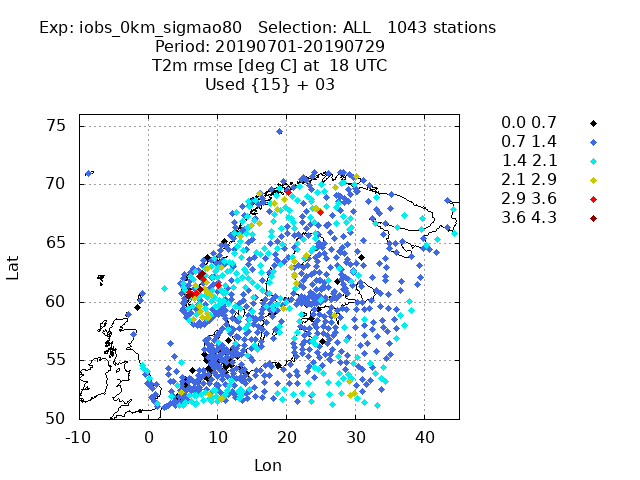 Exp: iobs_0km_sigmao80 Selection: ALL 1043 stations
Period: 20190701-20190729
T2m rmse [deg C] at 18 UTC
Used {15} + 03
75
70
65
60
55
50
Lat
-10 0 10 20 30 40
Lon
0.0 0.7
0.7 1.4
1.4 2.1
2.1 2.9
2.9 3.6
3.6 4.3